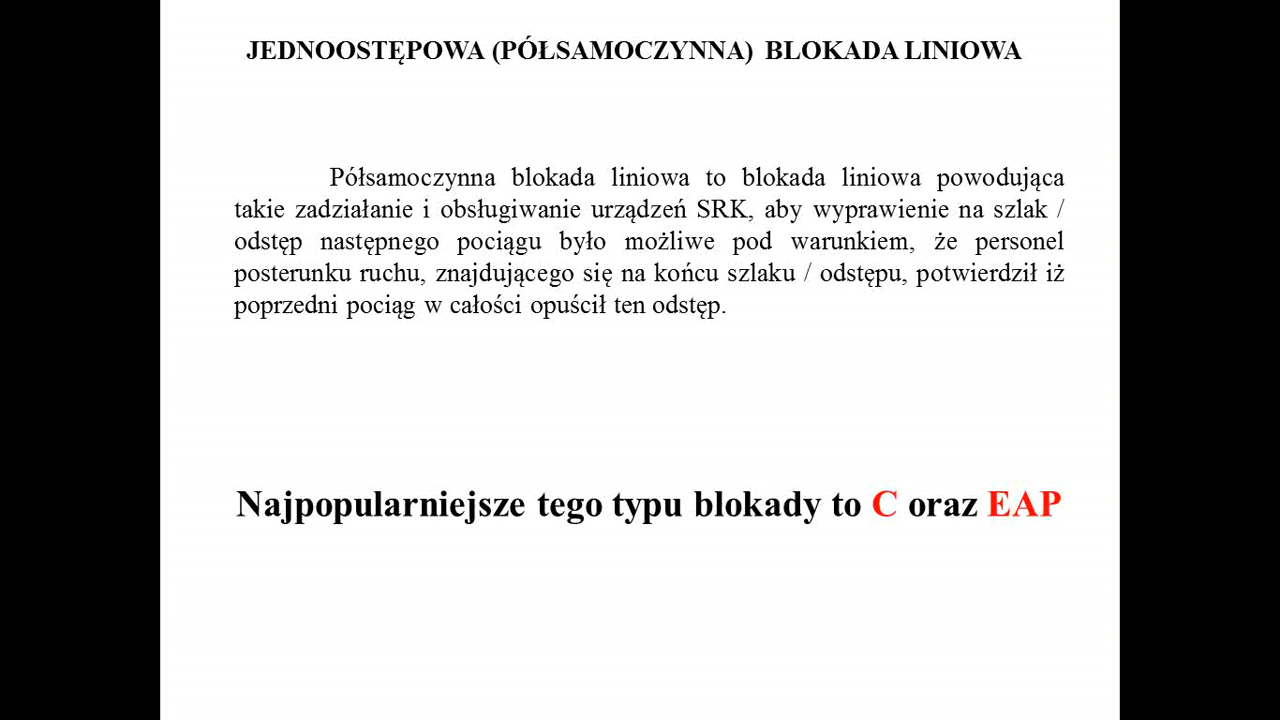 JEDNOOSTĘPOWA (PÓŁSAMOCZYNNA) BLOKADA LINIOWA
Półsamoczynna blokada liniowa to blokada liniowa powodująca
takie zadziałanie i obsługiwanie urządzeń SRK, aby wyprawienie na szlak /
odstęp następnego pociągu było możliwe pod warunkiem, że personel
posterunku ruchu, znajdującego się na końcu szlaku / odstępu, potwierdził iż
poprzedni pociąg w całości opuścił ten odstęp.
Najpopularniejsze tego typu blokady to C oraz EAP